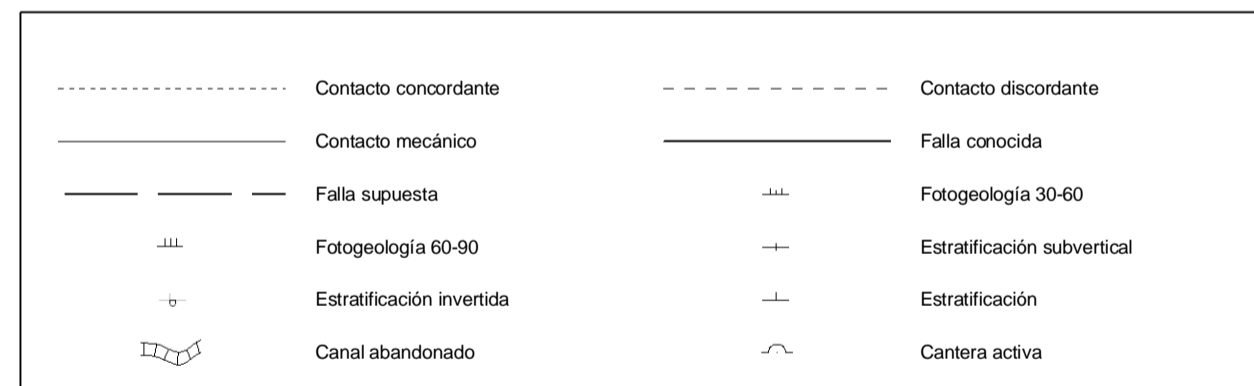 Contacto concordante
Contacto discordante
Contacto mecánico
Falla conocida
Falla supuesta
Fotogeología 30-60
Fotogeología 60-90
Estratificación subvertical
Estratificación invertida
Estratificación
Canal abandonado
Cantera activa